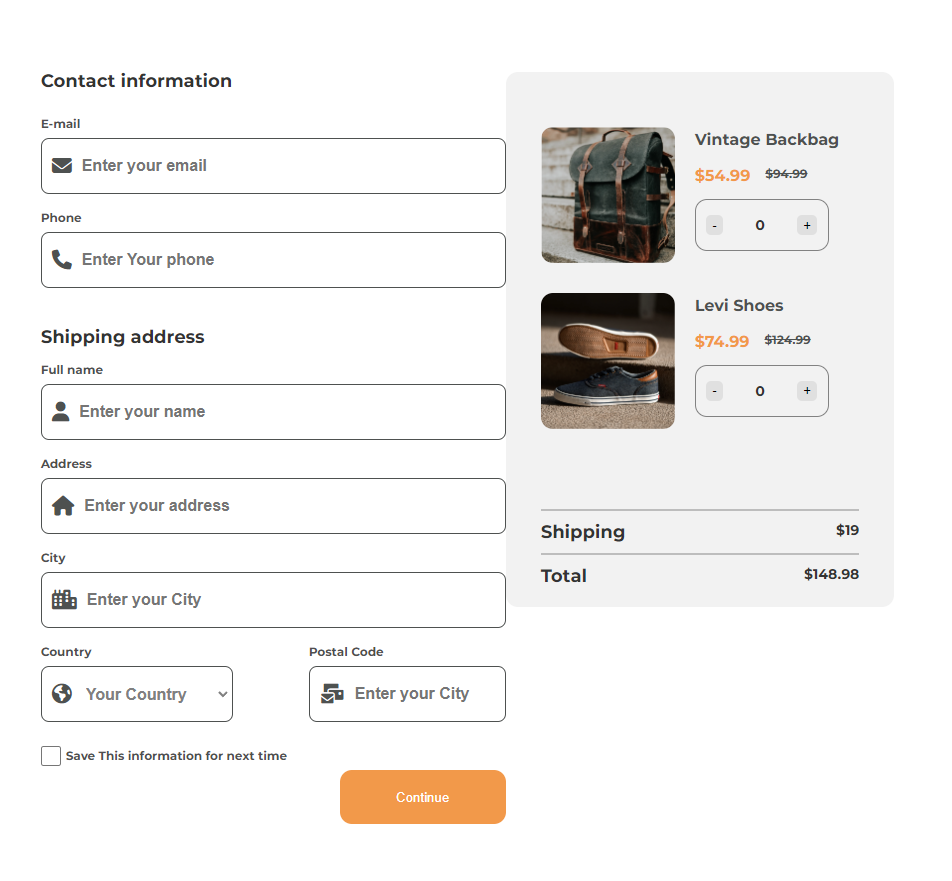 Contact information
E-mail
Enter your email
Phone
Enter Your phone
Shipping address
Full name
Enter your name
Address
Enter your address
City
Enter your City
Country
Your Country
Postal Code
Enter your City
Save This information for next time
Continue
Vintage Backbag
$54.99 $94.99
- 0 +
Levi Shoes
$74.99 $124.99
- 0 +
Shipping $19
Total $148.98